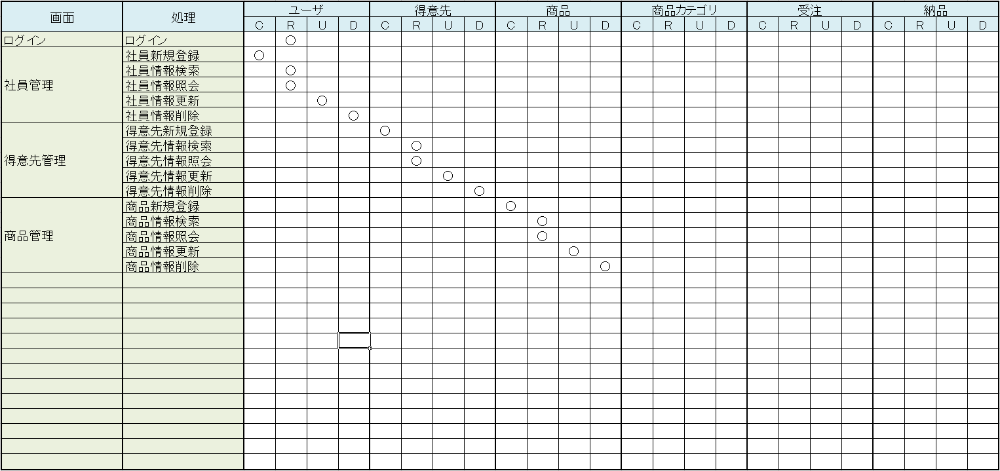 画面 処理 ユーザ 得意先 商品 商品カテゴリ 受注 納品
C R U D C R U D C R U D C R U D C R U D C R U D
ログイン ログイン ○
社員管理 社員新規登録 ○
社員情報検索 ○
社員情報照会 ○
社員情報更新 ○
社員情報削除 ○
得意先管理 得意先新規登録 ○
得意先情報検索 ○
得意先情報照会 ○
得意先情報更新 ○
得意先情報削除 ○
商品管理 商品新規登録 ○
商品情報検索 ○
商品情報照会 ○
商品情報更新 ○
商品情報削除 ○